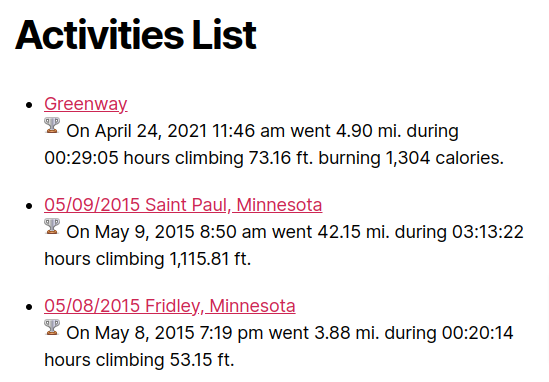 Activities List
Greenway
On April 24, 2021 11:46 am went 4.90 mi. during
00:29:05 hours climbing 73.16 ft. burning 1,304 calories.
05/09/2015 Saint Paul, Minnesota
On May 9, 2015 8:50 am went 42.15 mi. during 03:13:22
hours climbing 1,115.81 ft.
05/08/2015 Fridley, Minnesota
On May 8, 2015 7:19 pm went 3.88 mi. during 00:20:14
hours climbing 53.15 ft.